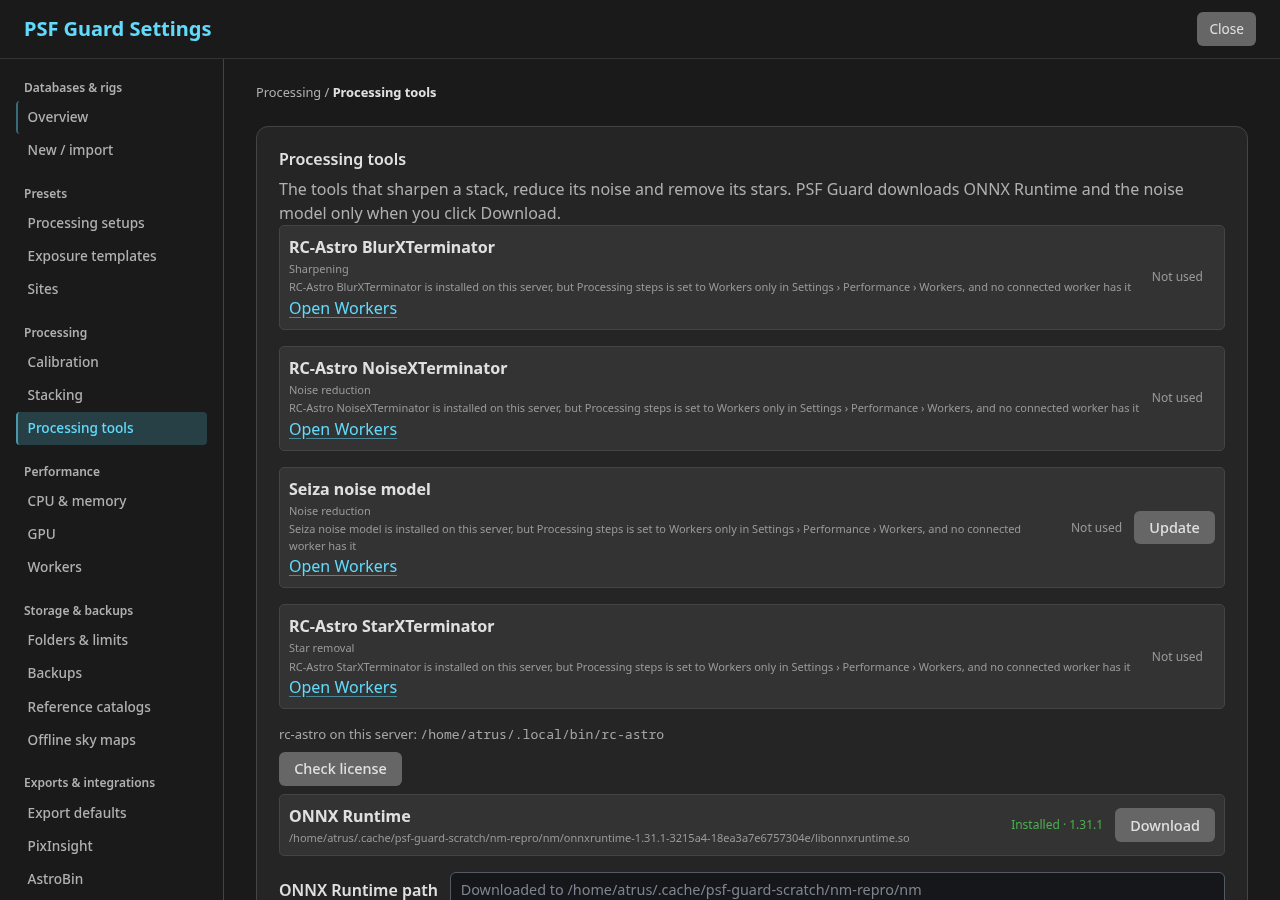 PSF Guard Settings
Close
Databases & rigs
Overview
New / import
Presets
Processing setups
Exposure templates
Sites
Processing
Calibration
Stacking
Processing tools
Performance
CPU & memory
GPU
Workers
Storage & backups
Folders & limits
Backups
Reference catalogs
Offline sky maps
Exports & integrations
Export defaults
PixInsight
AstroBin
Processing / Processing tools
Processing tools
The tools that sharpen a stack, reduce its noise and remove its stars. PSF Guard downloads ONNX Runtime and the noise
model only when you click Download.
RC-Astro BlurXTerminator
Sharpening
RC-Astro BlurXTerminator is installed on this server, but Processing steps is set to Workers only in Settings › Performance › Workers, and no connected worker has it
Open Workers
Not used
RC-Astro NoiseXTerminator
Noise reduction
RC-Astro NoiseXTerminator is installed on this server, but Processing steps is set to Workers only in Settings › Performance › Workers, and no connected worker has it
Open Workers
Not used
Seiza noise model
Noise reduction
Seiza noise model is installed on this server, but Processing steps is set to Workers only in Settings › Performance › Workers, and no connected
worker has it
Open Workers
Not used
Update
RC-Astro StarXTerminator
Star removal
RC-Astro StarXTerminator is installed on this server, but Processing steps is set to Workers only in Settings › Performance › Workers, and no connected worker has it
Open Workers
Not used
rc-astro on this server: /home/atrus/.local/bin/rc-astro
Check license
ONNX Runtime
/home/atrus/.cache/psf-guard-scratch/nm-repro/nm/onnxruntime-1.31.1-3215a4-18ea3a7e6757304e/libonnxruntime.so
Installed · 1.31.1
Download
ONNX Runtime path
Downloaded to /home/atrus/.cache/psf-guard-scratch/nm-repro/nm